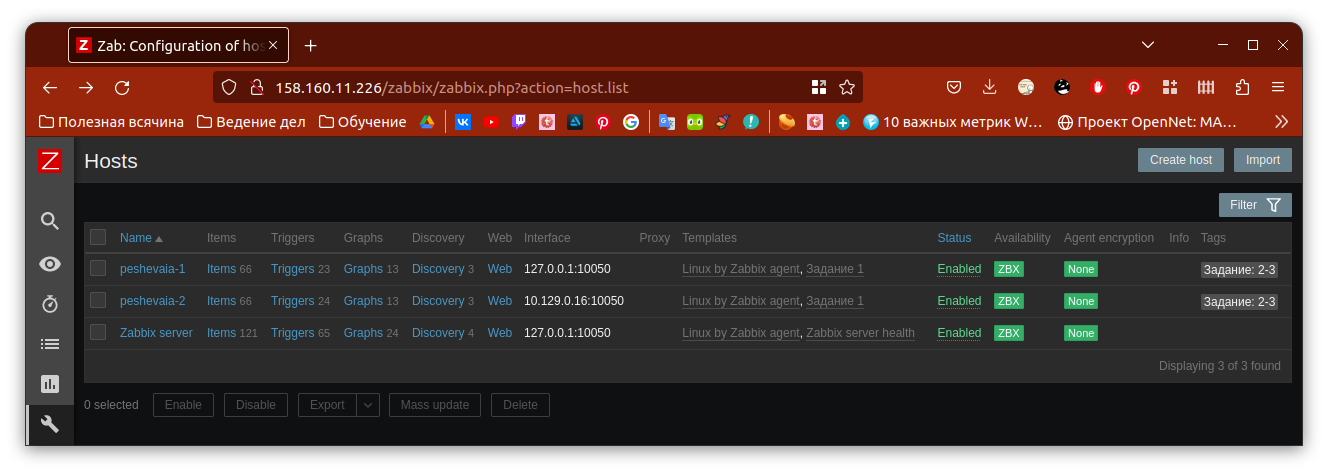 Z Zab: Configuration of hos
158.160.11.226/zabbix/zabbix.php?action=host.list
Полезная всячина Ведение дел Обучение 10 важных метрик W… Проект OpenNet: MA…
Z Hosts Create host Import
Filter
Name Items Triggers Graphs Discovery Web Interface Proxy Templates Status Availability Agent encryption Info Tags
peshevaia-1 Items 66 Triggers 23 Graphs 13 Discovery 3 Web 127.0.0.1:10050 Linux by Zabbix agent, Задание 1 Enabled ZBX None Задание: 2-3
peshevaia-2 Items 66 Triggers 24 Graphs 13 Discovery 3 Web 10.129.0.16:10050 Linux by Zabbix agent, Задание 1 Enabled ZBX None Задание: 2-3
Zabbix server Items 121 Triggers 65 Graphs 24 Discovery 4 Web 127.0.0.1:10050 Linux by Zabbix agent, Zabbix server health Enabled ZBX None
Displaying 3 of 3 found
0 selected Enable Disable Export Mass update Delete